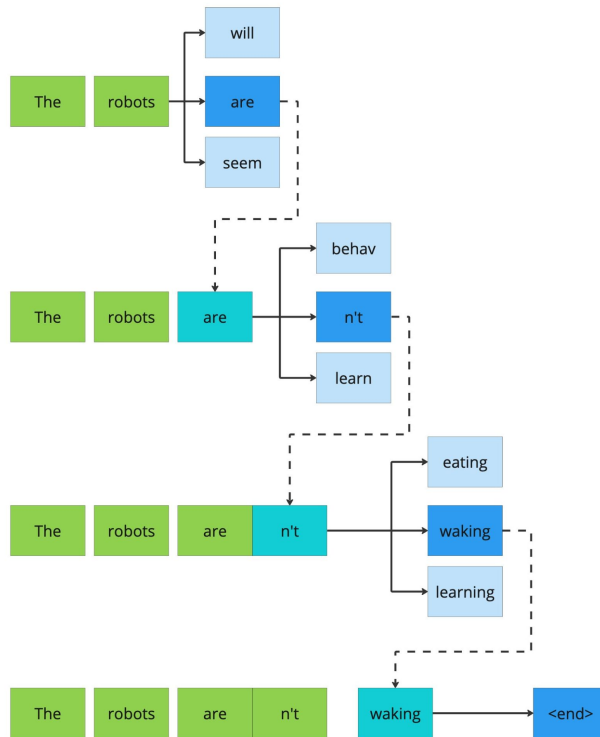 will
The robots are
seem
behav
The robots are n't
learn
eating
The robots are n't waking
learning
The robots are n't waking <end>